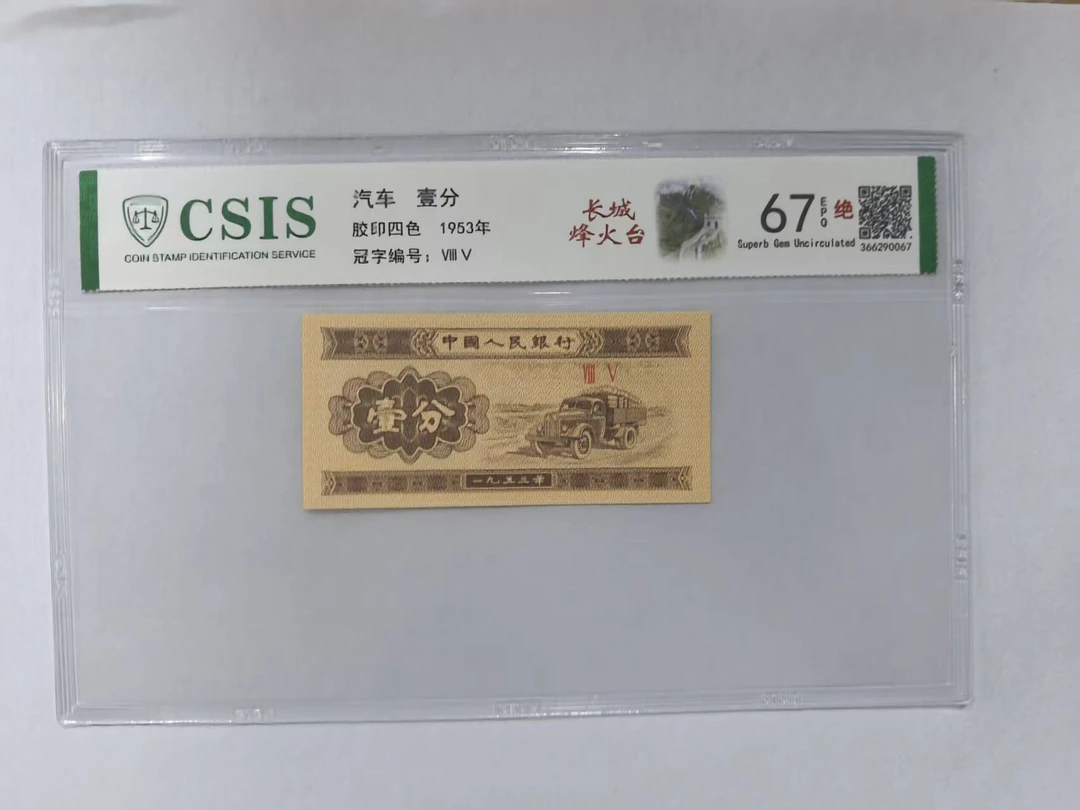 CSIS
COIN STAMP IDENTIFICATION SERVICE
汽车 壹分
胶印四色 1953年
冠字编号：Ⅷ Ⅴ
长城
烽火台
67 EPQ 绝
Superb Gem Uncirculated
366290067
中國人民銀行
Ⅷ Ⅴ
壹分
一九五三年